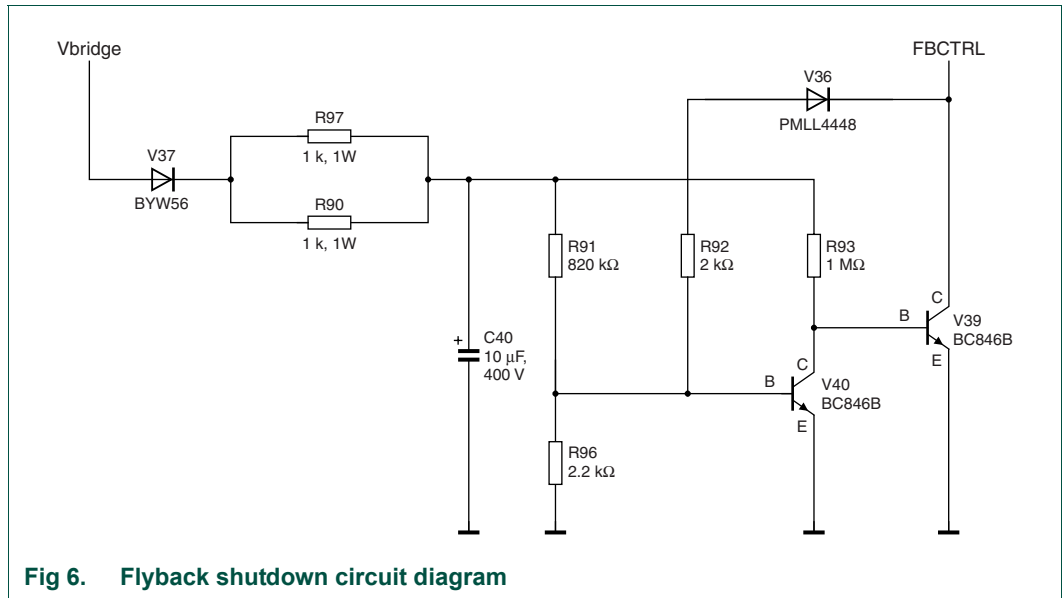 Vbridge
FBCTRL
V36
PMLL4448
R97
1 k, 1W
V37
BYW56
R90
1 k, 1W
R91
820 kΩ
R92
2 kΩ
R93
1 MΩ
C
B
V39
BC846B
E
+
C40
10 μF,
400 V
C
B
V40
BC846B
E
R96
2.2 kΩ
Fig 6. Flyback shutdown circuit diagram